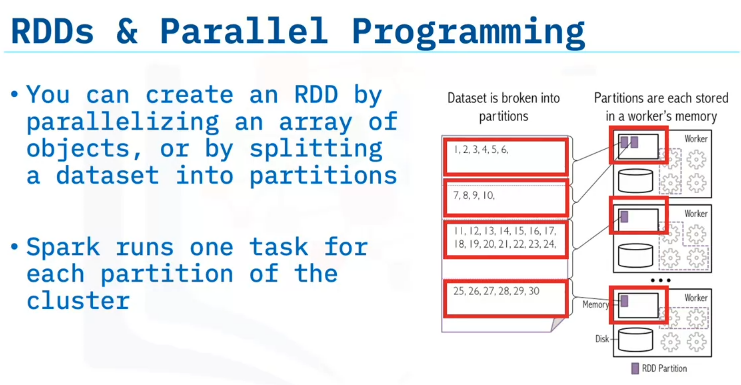 RDDs & Parallel Programming
• You can create an RDD by
parallelizing an array of
objects, or by splitting
a dataset into partitions
• Spark runs one task for
each partition of the
cluster
Dataset is broken into
partitions
1, 2, 3, 4, 5, 6,
7, 8, 9, 10,
11, 12, 13, 14, 15, 16, 17,
18, 19, 20, 21, 22, 23, 24,
25, 26, 27, 28, 29, 30
Partitions are each stored
in a worker's memory
Worker
Worker
•••
Worker
Memory
Disk
RDD Partition